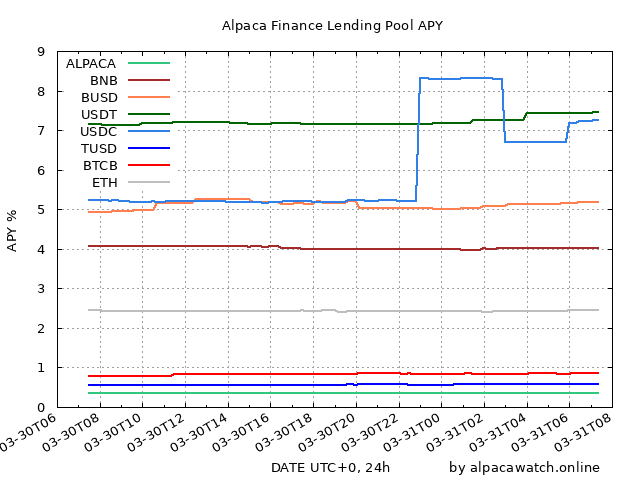 Alpaca Finance Lending Pool APY
9
8
7
6
5
4
3
2
1
0
APY %
ALPACA
BNB
BUSD
USDT
USDC
TUSD
BTCB
ETH
03-30T06
03-30T08
03-30T10
03-30T12
03-30T14
03-30T16
03-30T18
03-30T20
03-30T22
03-31T00
03-31T02
03-31T04
03-31T06
03-31T08
DATE UTC+0, 24h
by alpacawatch.online